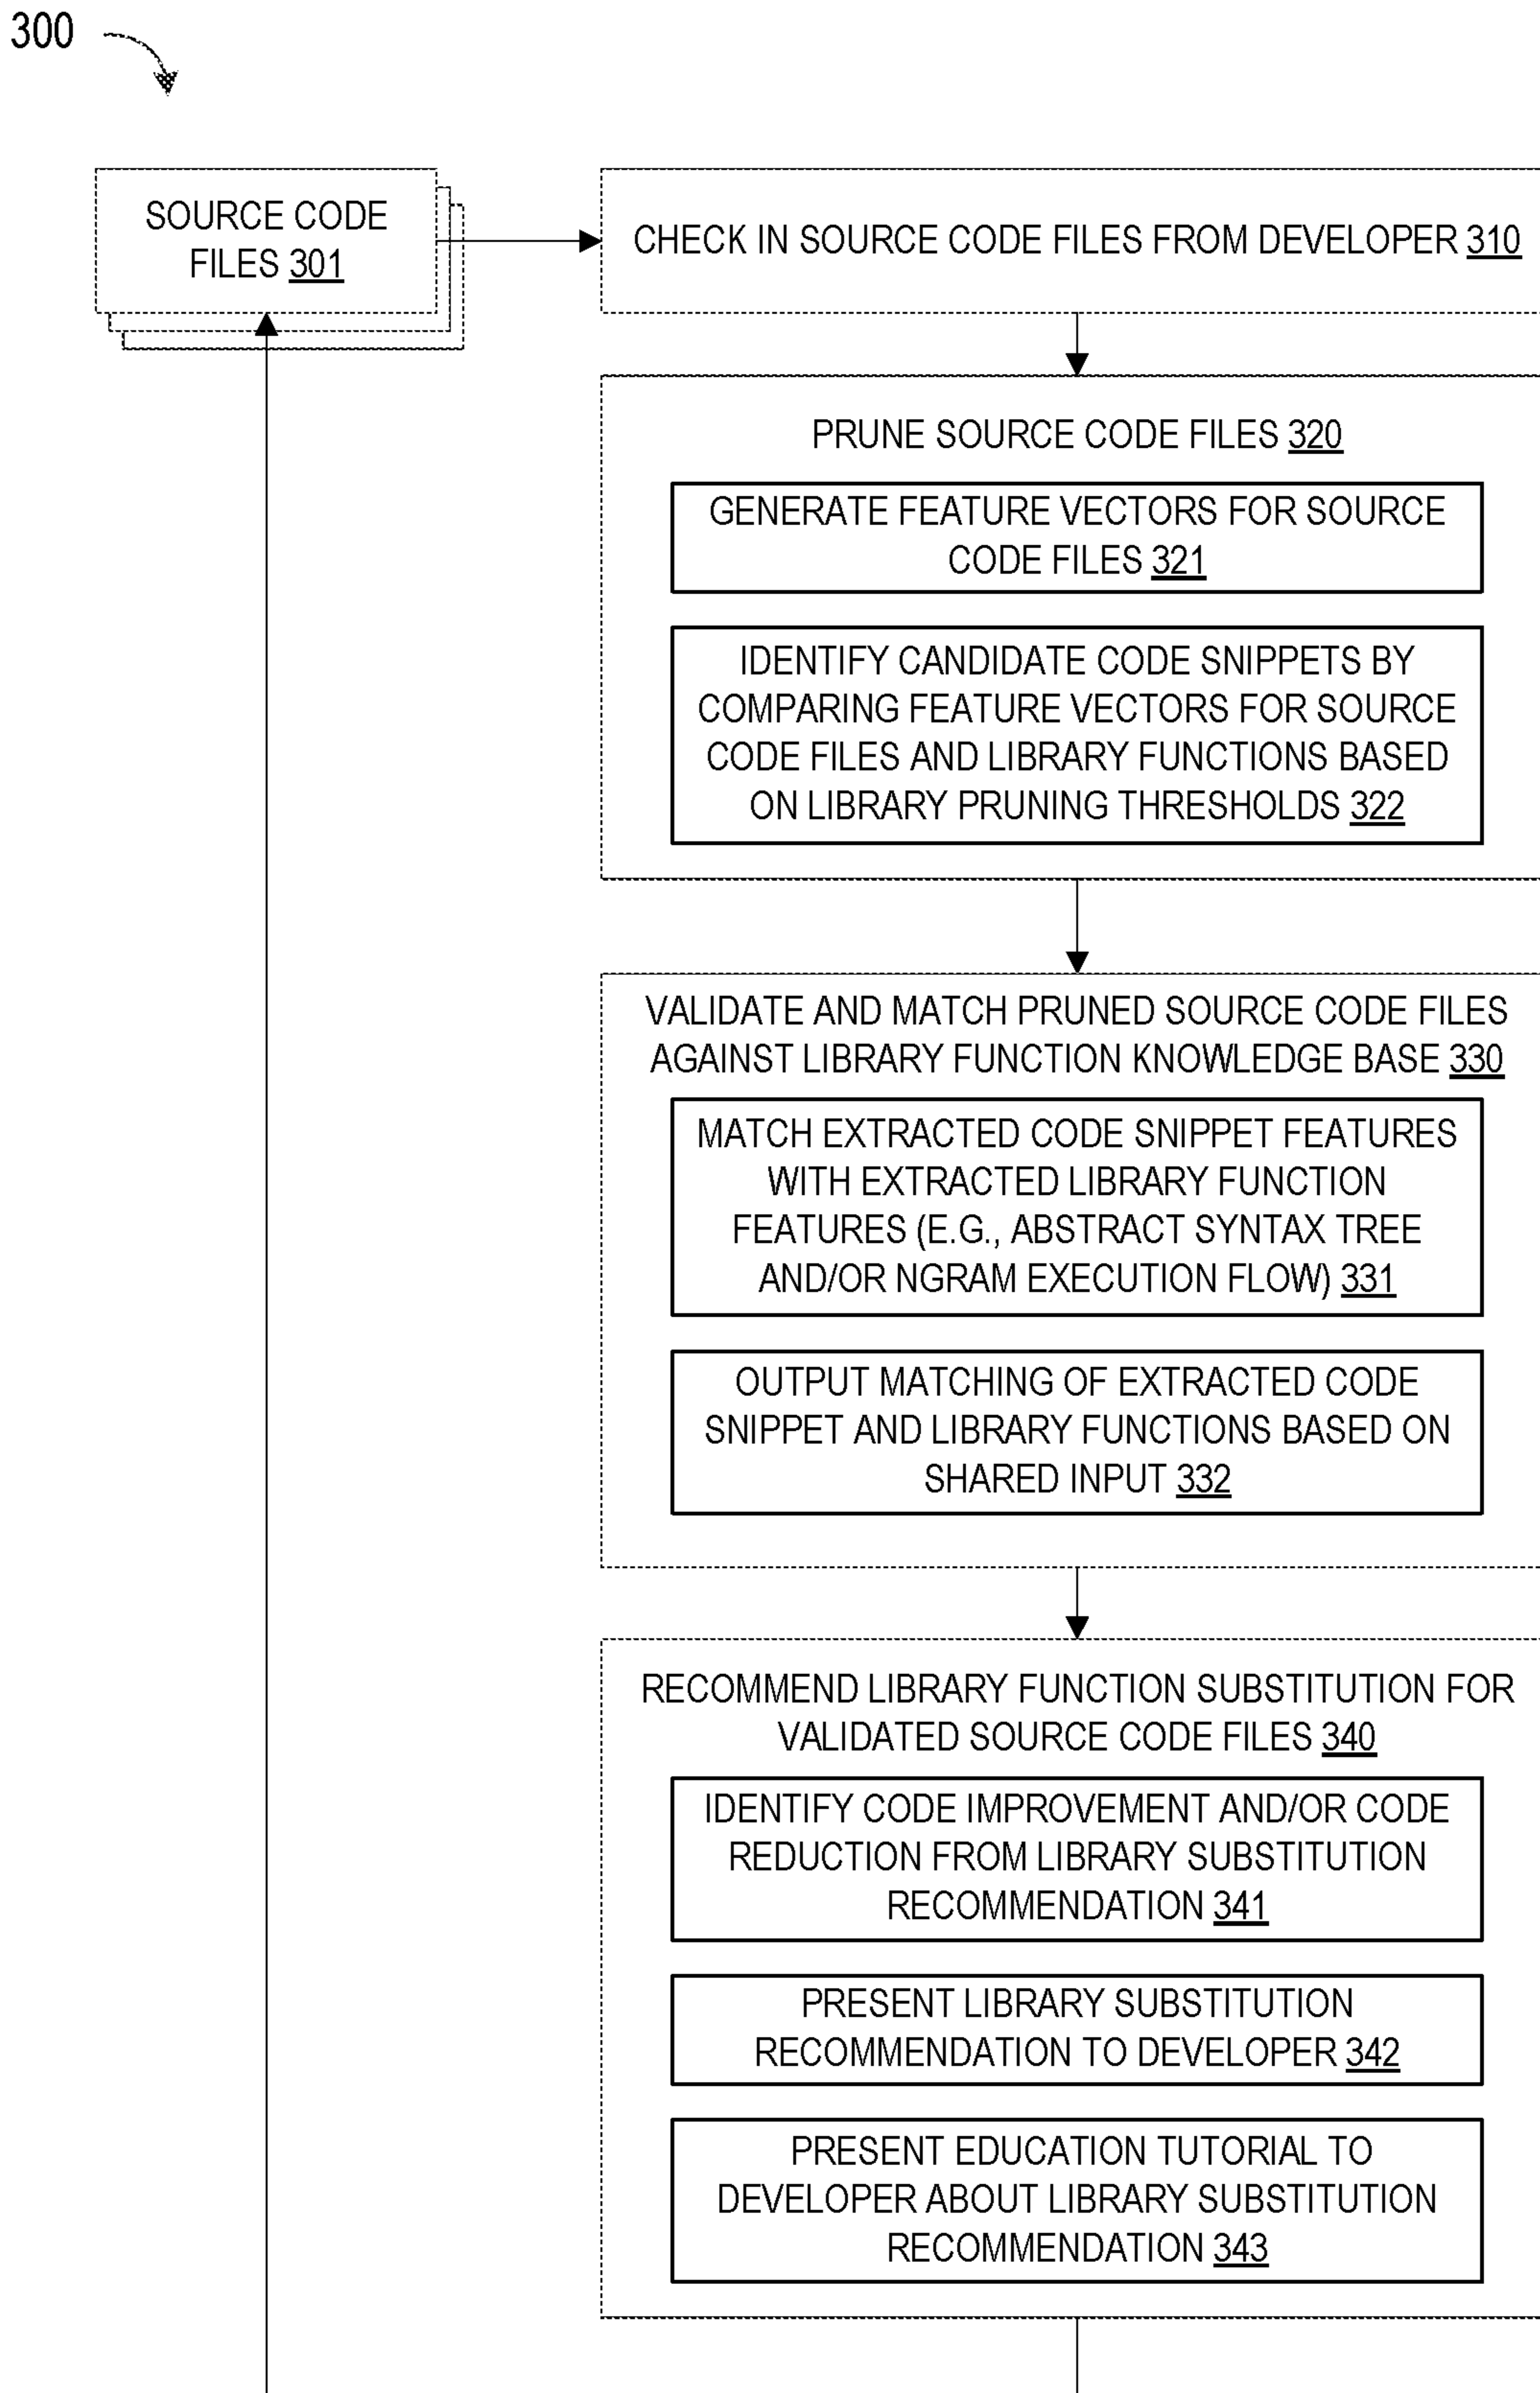 300
SOURCE CODE
FILES 301
CHECK IN SOURCE CODE FILES FROM DEVELOPER 310
PRUNE SOURCE CODE FILES 320
GENERATE FEATURE VECTORS FOR SOURCE
CODE FILES 321
IDENTIFY CANDIDATE CODE SNIPPETS BY
COMPARING FEATURE VECTORS FOR SOURCE
CODE FILES AND LIBRARY FUNCTIONS BASED
ON LIBRARY PRUNING THRESHOLDS 322
VALIDATE AND MATCH PRUNED SOURCE CODE FILES
AGAINST LIBRARY FUNCTION KNOWLEDGE BASE 330
MATCH EXTRACTED CODE SNIPPET FEATURES
WITH EXTRACTED LIBRARY FUNCTION
FEATURES (E.G., ABSTRACT SYNTAX TREE
AND/OR NGRAM EXECUTION FLOW) 331
OUTPUT MATCHING OF EXTRACTED CODE
SNIPPET AND LIBRARY FUNCTIONS BASED ON
SHARED INPUT 332
RECOMMEND LIBRARY FUNCTION SUBSTITUTION FOR
VALIDATED SOURCE CODE FILES 340
IDENTIFY CODE IMPROVEMENT AND/OR CODE
REDUCTION FROM LIBRARY SUBSTITUTION
RECOMMENDATION 341
PRESENT LIBRARY SUBSTITUTION
RECOMMENDATION TO DEVELOPER 342
PRESENT EDUCATION TUTORIAL TO
DEVELOPER ABOUT LIBRARY SUBSTITUTION
RECOMMENDATION 343